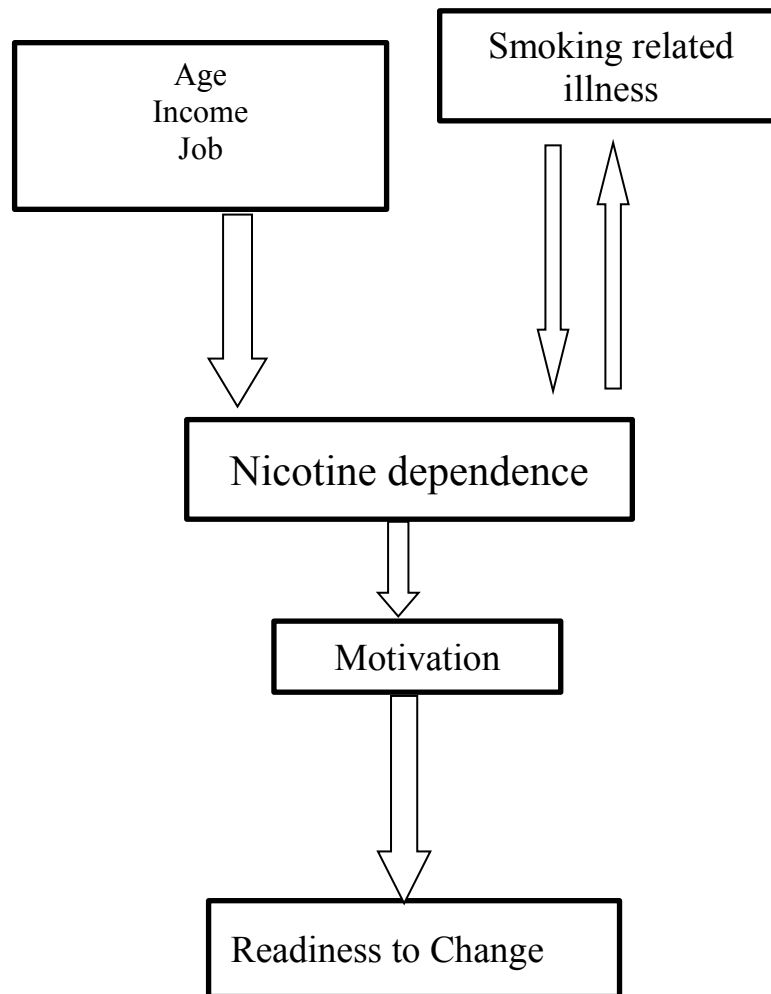 Age
Income
Job
Smoking related
illness
Nicotine dependence
Motivation
Readiness to Change